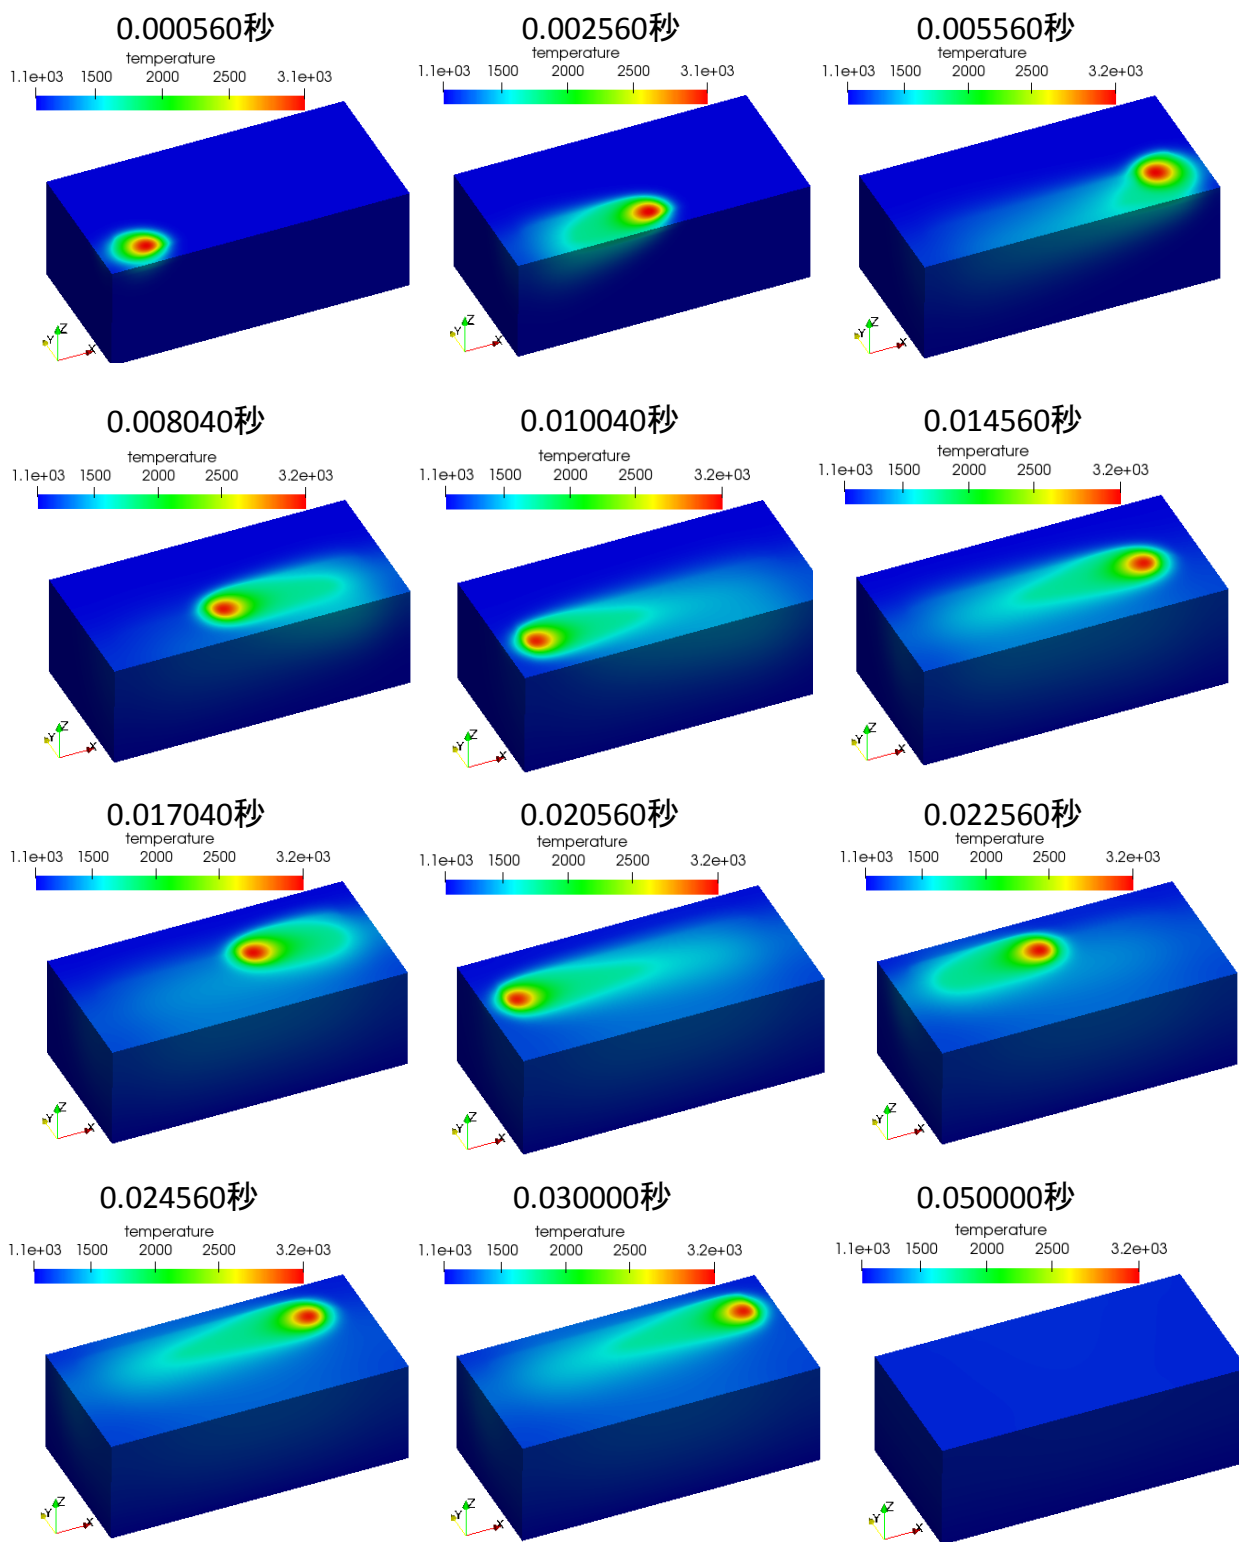 0.000560秒
temperature
1.1e+03 1500 2000 2500 3.1e+03
Z
Y
X
0.002560秒
temperature
1.1e+03 1500 2000 2500 3.1e+03
Z
Y
X
0.005560秒
temperature
1.1e+03 1500 2000 2500 3.2e+03
Z
Y
X
0.008040秒
temperature
1.1e+03 1500 2000 2500 3.2e+03
Z
Y
X
0.010040秒
temperature
1.1e+03 1500 2000 2500 3.2e+03
Z
Y
X
0.014560秒
temperature
1.1e+03 1500 2000 2500 3.2e+03
Z
Y
X
0.017040秒
temperature
1.1e+03 1500 2000 2500 3.2e+03
Z
Y
X
0.020560秒
temperature
1.1e+03 1500 2000 2500 3.2e+03
Z
Y
X
0.022560秒
temperature
1.1e+03 1500 2000 2500 3.2e+03
Z
Y
X
0.024560秒
temperature
1.1e+03 1500 2000 2500 3.2e+03
Z
Y
X
0.030000秒
temperature
1.1e+03 1500 2000 2500 3.2e+03
Z
Y
X
0.050000秒
temperature
1.1e+03 1500 2000 2500 3.2e+03
Z
Y
X